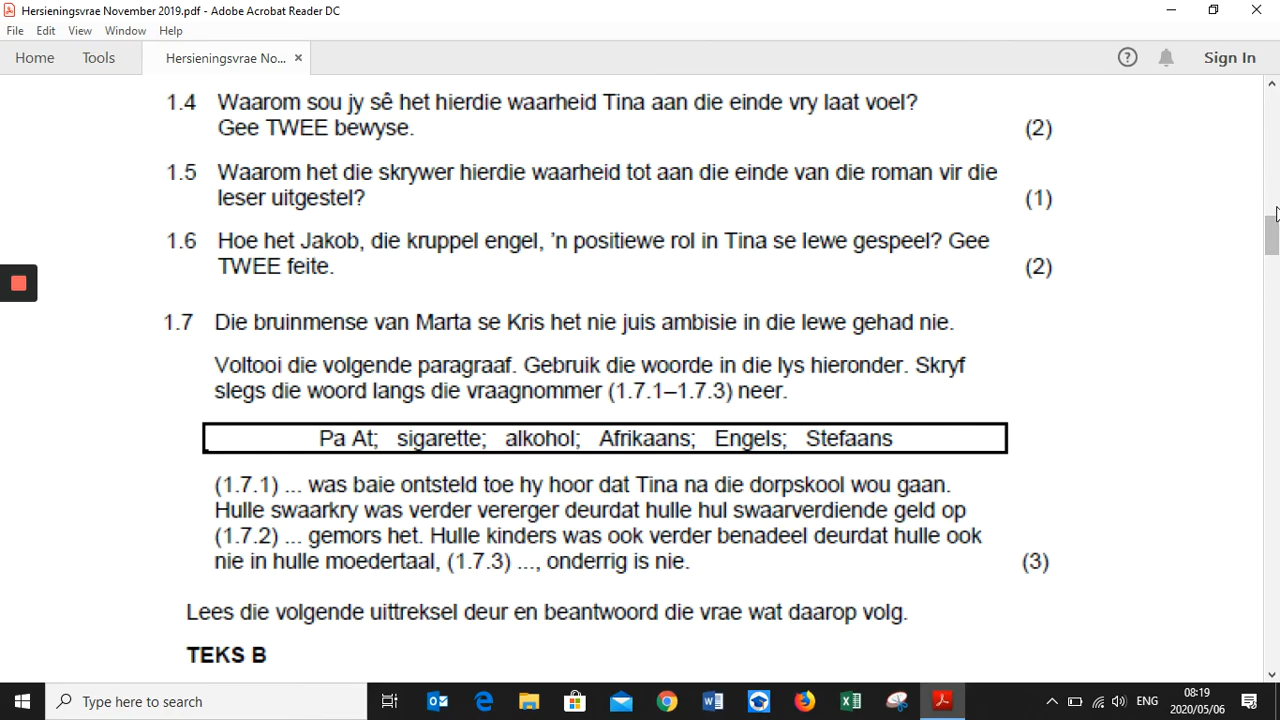 Hersieningsvrae November 2019.pdf - Adobe Acrobat Reader DC
File Edit View Window Help
Home Tools Hersieningsvrae No... × ? Sign In
1.4 Waarom sou jy sê het hierdie waarheid Tina aan die einde vry laat voel?
Gee TWEE bewyse. (2)
1.5 Waarom het die skrywer hierdie waarheid tot aan die einde van die roman vir die
leser uitgestel? (1)
1.6 Hoe het Jakob, die kruppel engel, 'n positiewe rol in Tina se lewe gespeel? Gee
TWEE feite. (2)
1.7 Die bruinmense van Marta se Kris het nie juis ambisie in die lewe gehad nie.
Voltooi die volgende paragraaf. Gebruik die woorde in die lys hieronder. Skryf
slegs die woord langs die vraagnommer (1.7.1–1.7.3) neer.
Pa At; sigarette; alkohol; Afrikaans; Engels; Stefaans
(1.7.1) ... was baie ontsteld toe hy hoor dat Tina na die dorpskool wou gaan.
Hulle swaarkry was verder vererger deurdat hulle hul swaarverdiende geld op
(1.7.2) ... gemors het. Hulle kinders was ook verder benadeel deurdat hulle ook
nie in hulle moedertaal, (1.7.3) ..., onderrig is nie. (3)
Lees die volgende uittreksel deur en beantwoord die vrae wat daarop volg.
TEKS B
Type here to search ENG 08:19
2020/05/06